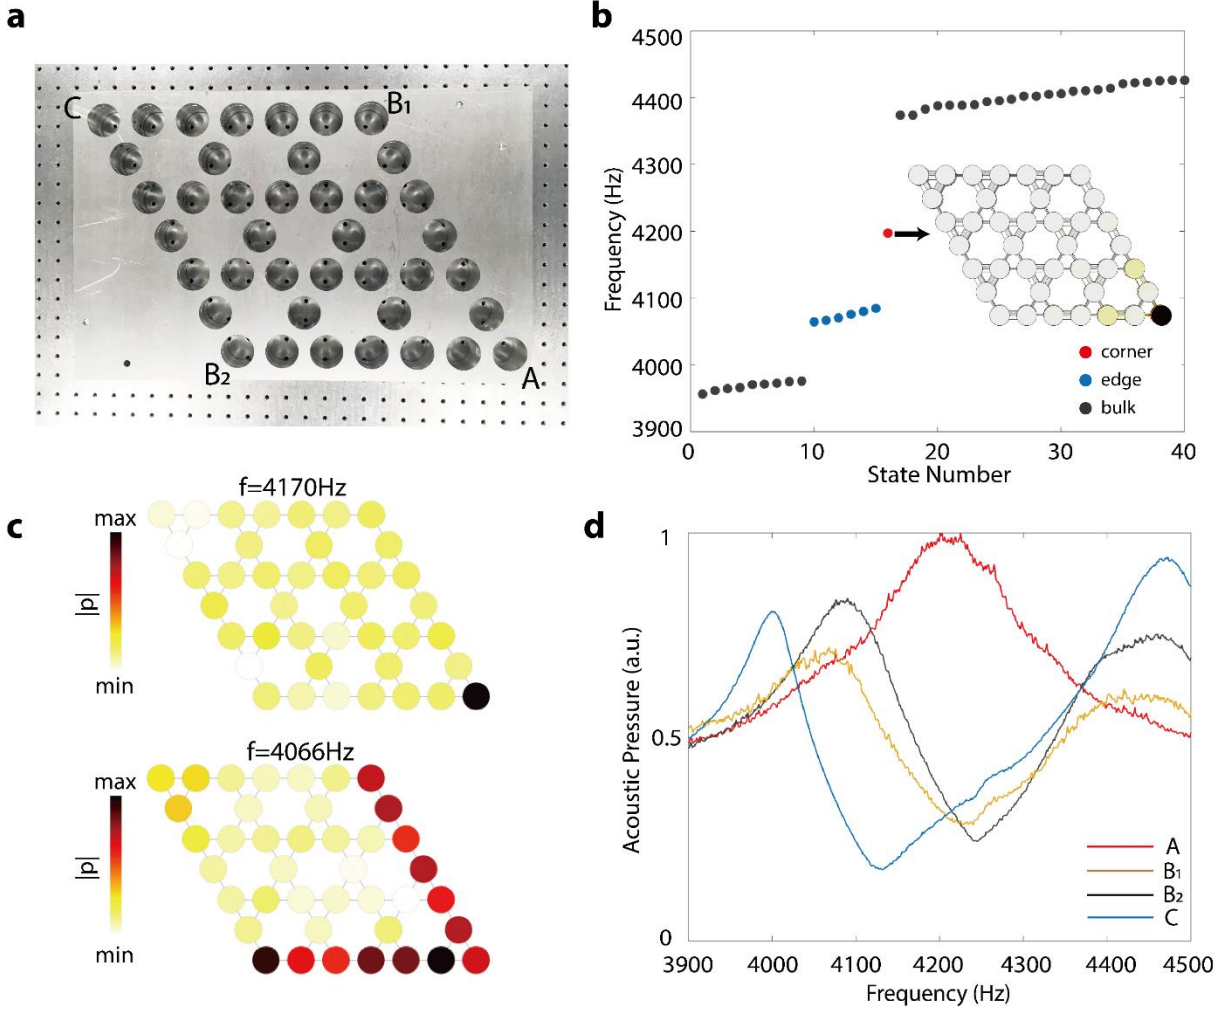 a
C
B1
B2
A
b
4500
4400
4300
4200
4100
4000
3900
Frequency (Hz)
0
10
20
30
40
State Number
corner
edge
bulk
c
f=4170Hz
max
|p|
min
f=4066Hz
max
|p|
min
d
1
0.5
0
Acoustic Pressure (a.u.)
3900
4000
4100
4200
4300
4400
4500
Frequency (Hz)
A
B1
B2
C